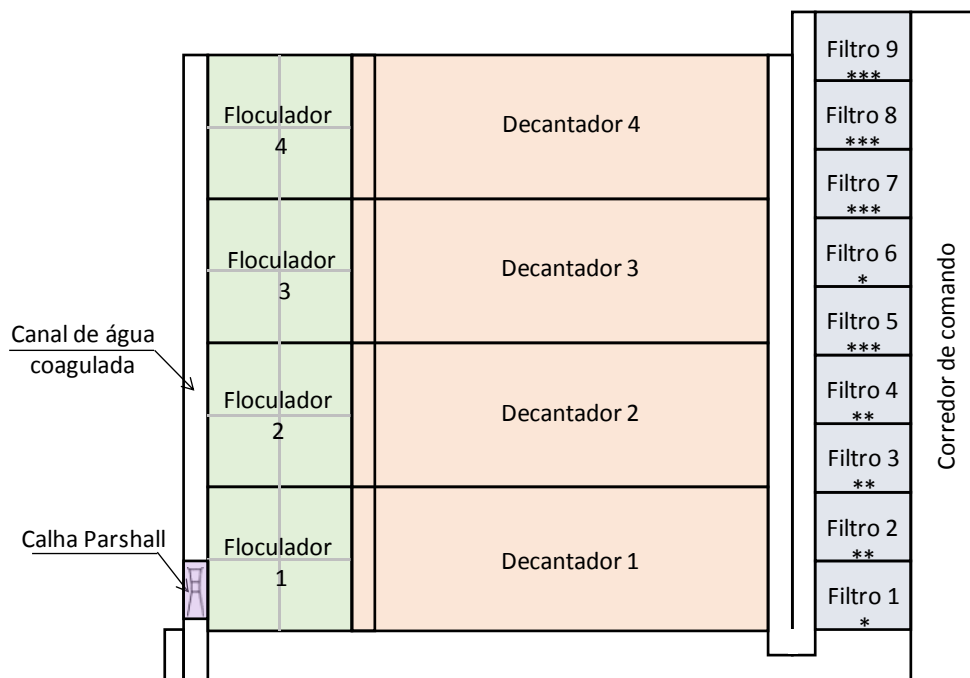 Filtro 9
***
Filtro 8
***
Filtro 7
***
Filtro 6
*
Filtro 5
***
Filtro 4
**
Filtro 3
**
Filtro 2
**
Filtro 1
*
Corredor de comando
Floculador
4
Decantador 4
Floculador
3
Decantador 3
Canal de água
coagulada
Floculador
2
Decantador 2
Calha Parshall
Floculador
1
Decantador 1